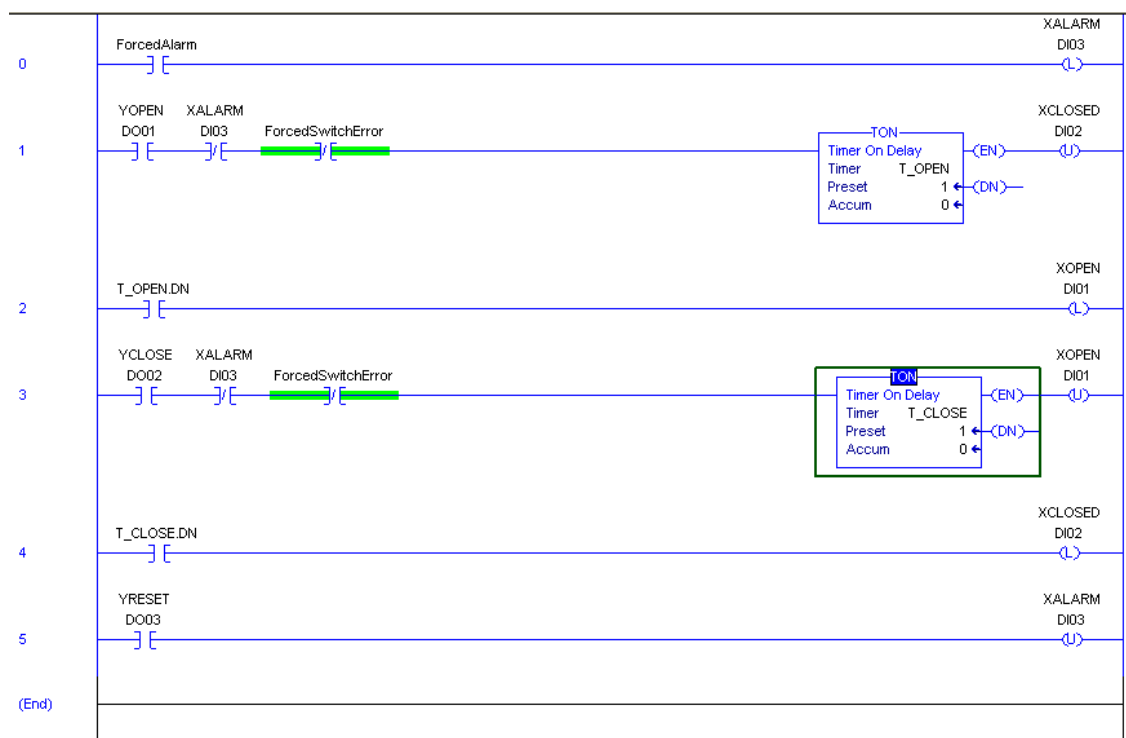 XALARM
ForcedAlarm DI03
0 (L)
YOPEN XALARM XCLOSED
DO01 DI03 ForcedSwitchError DI02
1 TON
Timer On Delay (EN) (U)
Timer T_OPEN
Preset 1 (DN)
Accum 0
XOPEN
T_OPEN.DN DI01
2 (L)
YCLOSE XALARM XOPEN
DO02 DI03 ForcedSwitchError DI01
3 TON
Timer On Delay (EN) (U)
Timer T_CLOSE
Preset 1 (DN)
Accum 0
XCLOSED
T_CLOSE.DN DI02
4 (L)
YRESET XALARM
DO03 DI03
5 (U)
(End)